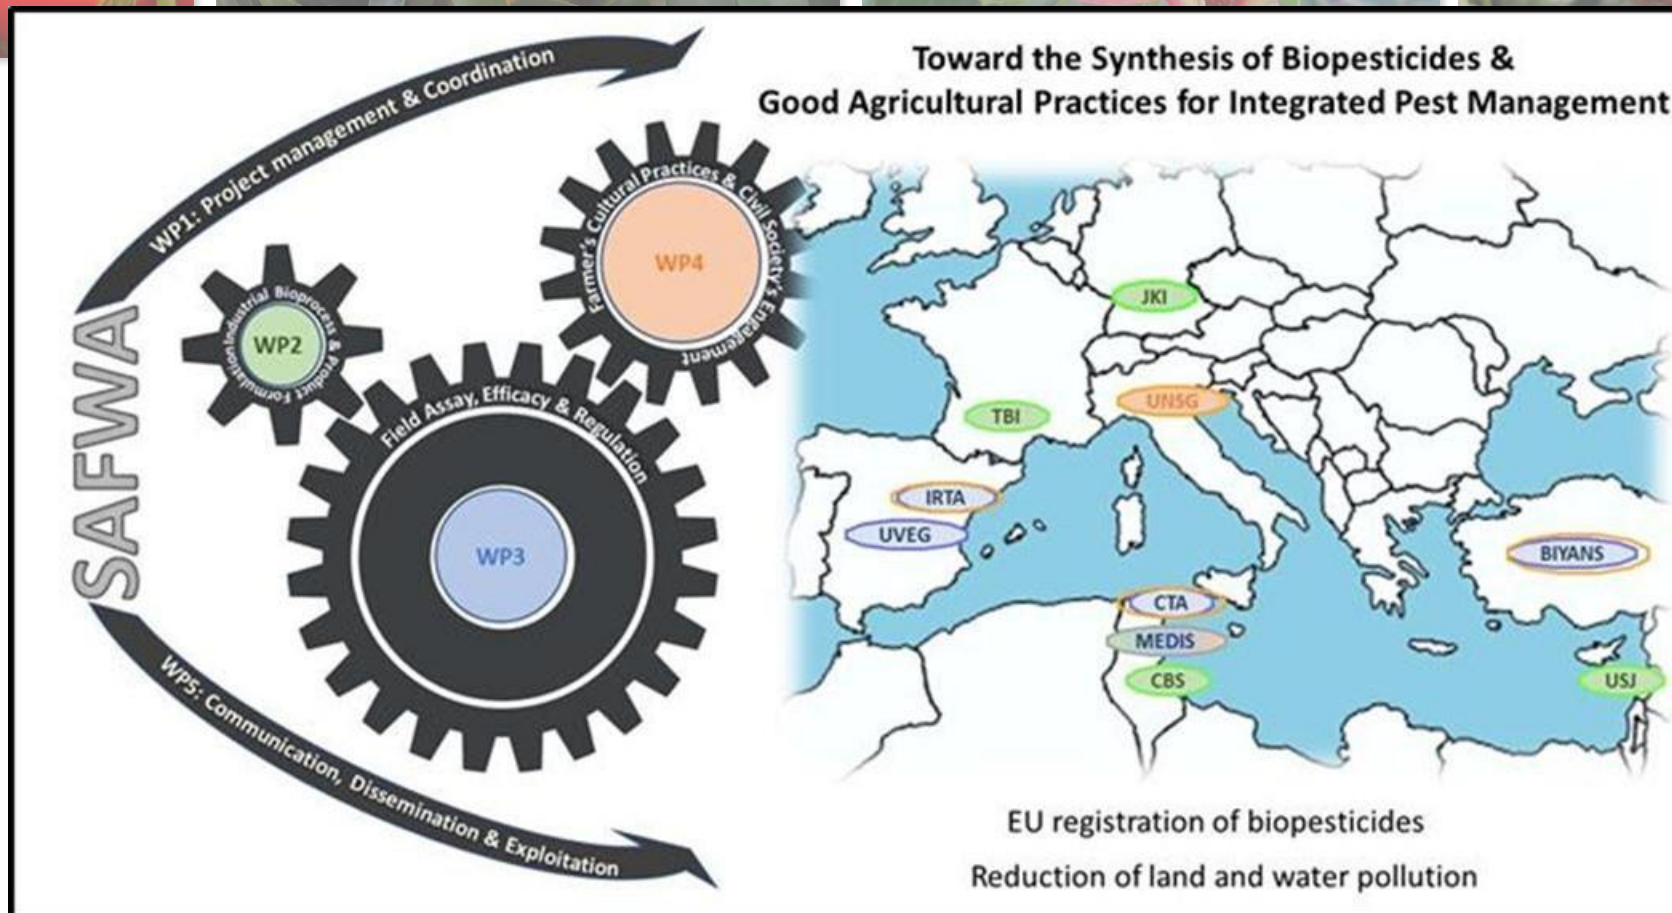 Toward the Synthesis of Biopesticides &
Good Agricultural Practices for Integrated Pest Management
SAFWA
WP1: Project management & Coordination
Industrial Bioprocess & Product Formulation
WP2
Farmer's Cultural Practices & Civil Society's Engagement
WP4
Field Assay, Efficacy & Regulation
WP3
WP5: Communication, Dissemination & Exploitation
JKI
TBI
UNSG
IRTA
UVEG
BIYANS
CTA
MEDIS
CBS
USJ
EU registration of biopesticides
Reduction of land and water pollution